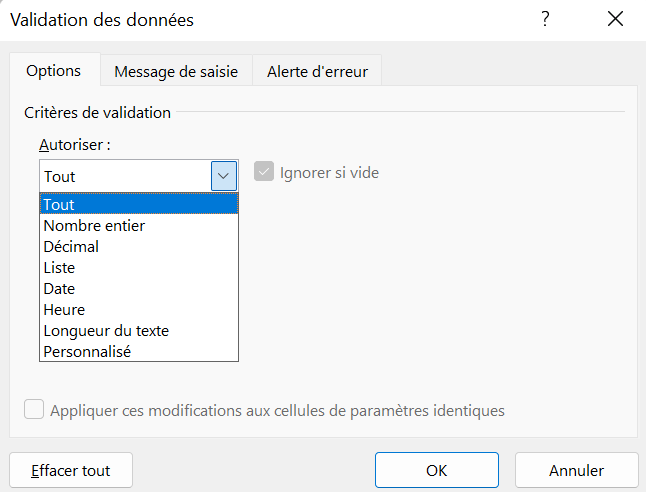 Validation des données ?
Options Message de saisie Alerte d'erreur
Critères de validation
Autoriser :
Tout Ignorer si vide
Tout
Nombre entier
Décimal
Liste
Date
Heure
Longueur du texte
Personnalisé
Appliquer ces modifications aux cellules de paramètres identiques
Effacer tout OK Annuler